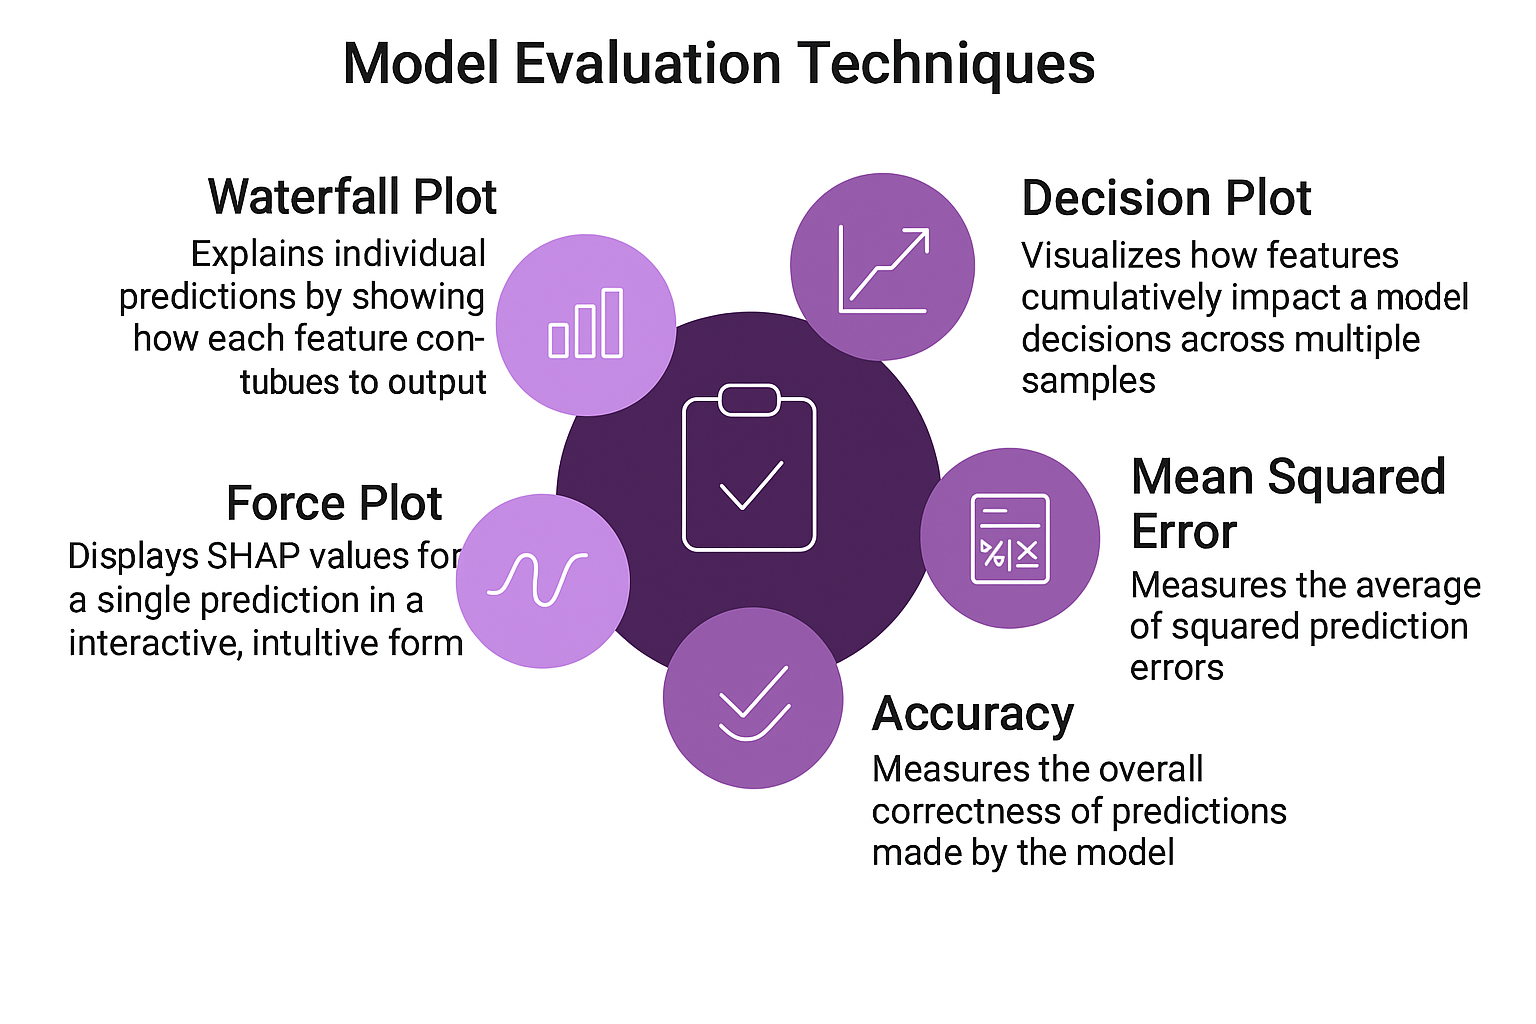 Model Evaluation Techniques
Waterfall Plot
Explains individual
predictions by showing
how each feature con-
tubues to output
Force Plot
Displays SHAP values for
a single prediction in a
interactive, intultive form
Decision Plot
Visualizes how features
cumulatively impact a model
decisions across multiple
samples
Mean Squared
Error
Measures the average
of squared prediction
errors
Accuracy
Measures the overall
correctness of predictions
made by the model